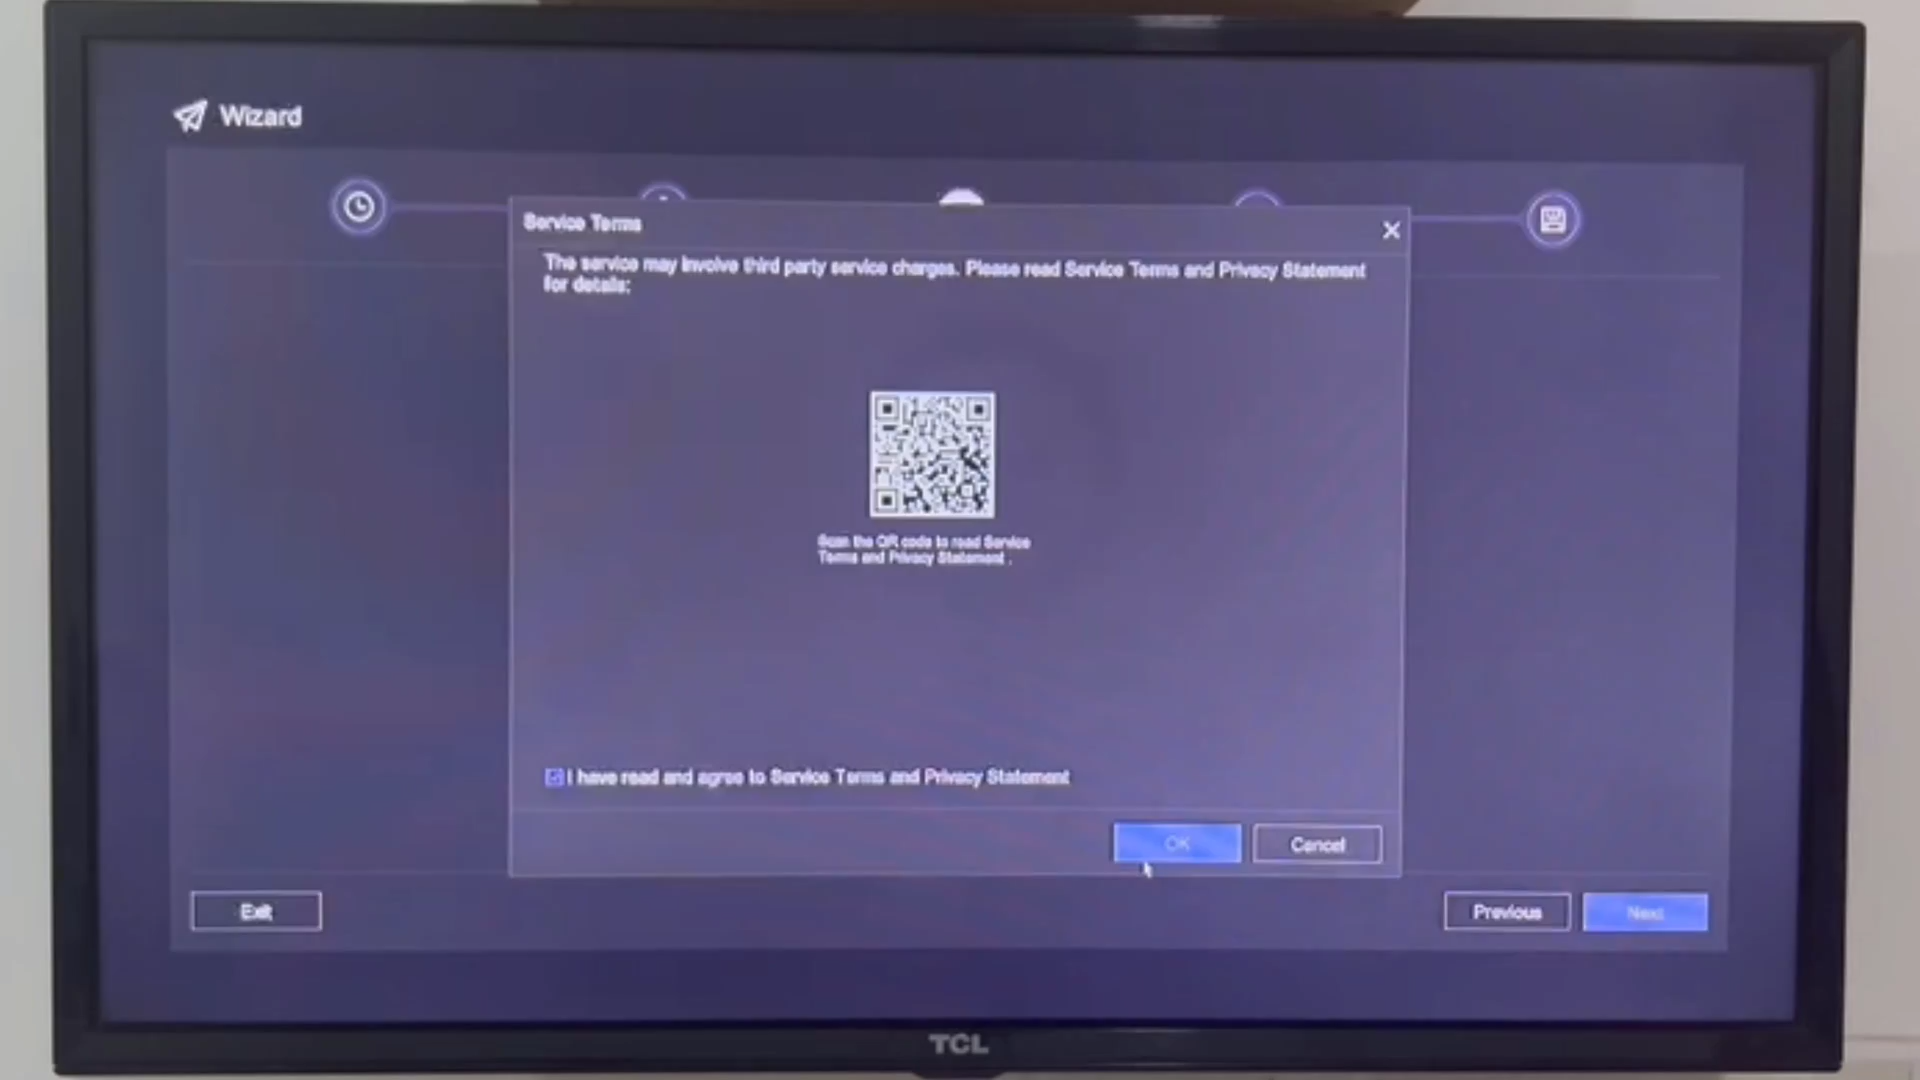 Wizard
Service Terms
The service may involve third party service charges. Please read Service Terms and Privacy Statement
for details:
Scan the QR code to read Service
Terms and Privacy Statement .
I have read and agree to Service Terms and Privacy Statement
OK
Cancel
Exit
Previous
Next
TCL